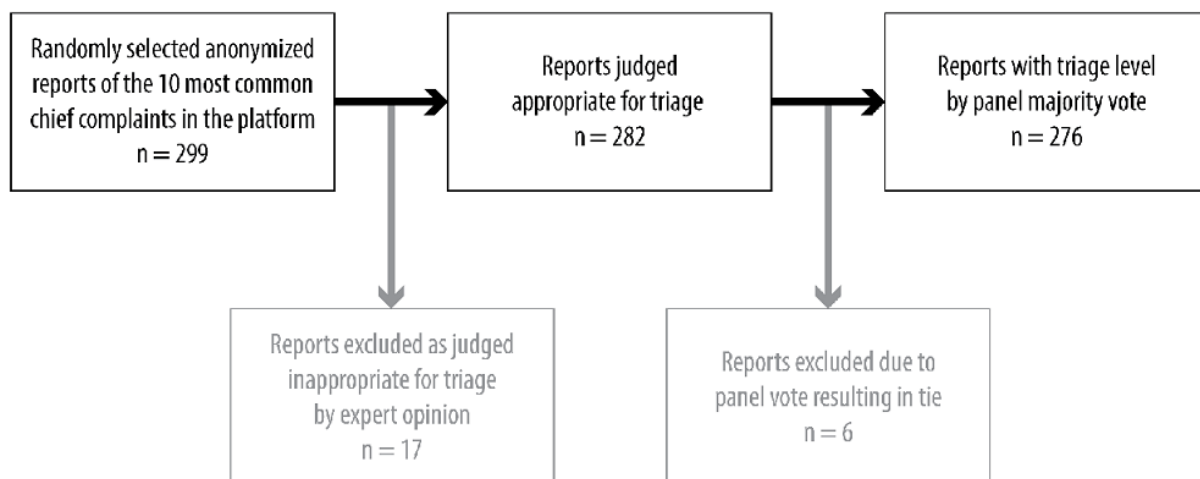 Randomly selected anonymized
reports of the 10 most common
chief complaints in the platform
n = 299
Reports judged
appropriate for triage
n = 282
Reports with triage level
by panel majority vote
n = 276
Reports excluded as judged
inappropriate for triage
by expert opinion
n = 17
Reports excluded due to
panel vote resulting in tie
n = 6